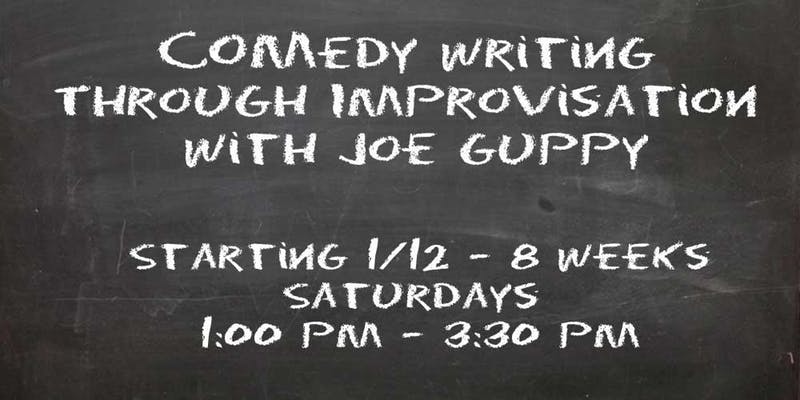 COMEDY WRITING
THROUGH IMPROVISATION
WITH JOE GUPPY
STARTING 1/12 - 8 WEEKS
SATURDAYS
1:00 PM - 3:30 PM